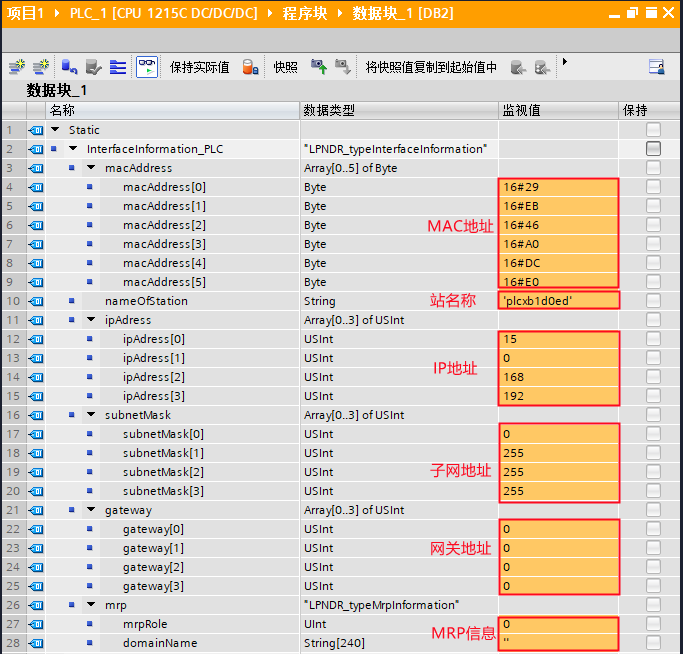 项目1 ▸ PLC_1 [CPU 1215C DC/DC/DC] ▸ 程序块 ▸ 数据块_1 [DB2]
保持实际值 快照 将快照值复制到起始值中
数据块_1
名称 数据类型 监视值 保持
1 Static
2 InterfaceInformation_PLC "LPNDR_typeInterfaceInformation"
3 macAddress Array[0..5] of Byte
4 macAddress[0] Byte 16#29
5 macAddress[1] Byte 16#EB
6 macAddress[2] Byte MAC地址 16#46
7 macAddress[3] Byte 16#A0
8 macAddress[4] Byte 16#DC
9 macAddress[5] Byte 16#E0
10 nameOfStation String 站名称 'plcxb1d0ed'
11 ipAdress Array[0..3] of USInt
12 ipAdress[0] USInt 15
13 ipAdress[1] USInt IP地址 0
14 ipAdress[2] USInt 168
15 ipAdress[3] USInt 192
16 subnetMask Array[0..3] of USInt
17 subnetMask[0] USInt 0
18 subnetMask[1] USInt 255
19 subnetMask[2] USInt 子网地址 255
20 subnetMask[3] USInt 255
21 gateway Array[0..3] of USInt
22 gateway[0] USInt 0
23 gateway[1] USInt 网关地址 0
24 gateway[2] USInt 0
25 gateway[3] USInt 0
26 mrp "LPNDR_typeMrpInformation"
27 mrpRole UInt MRP信息 0
28 domainName String[240] ''